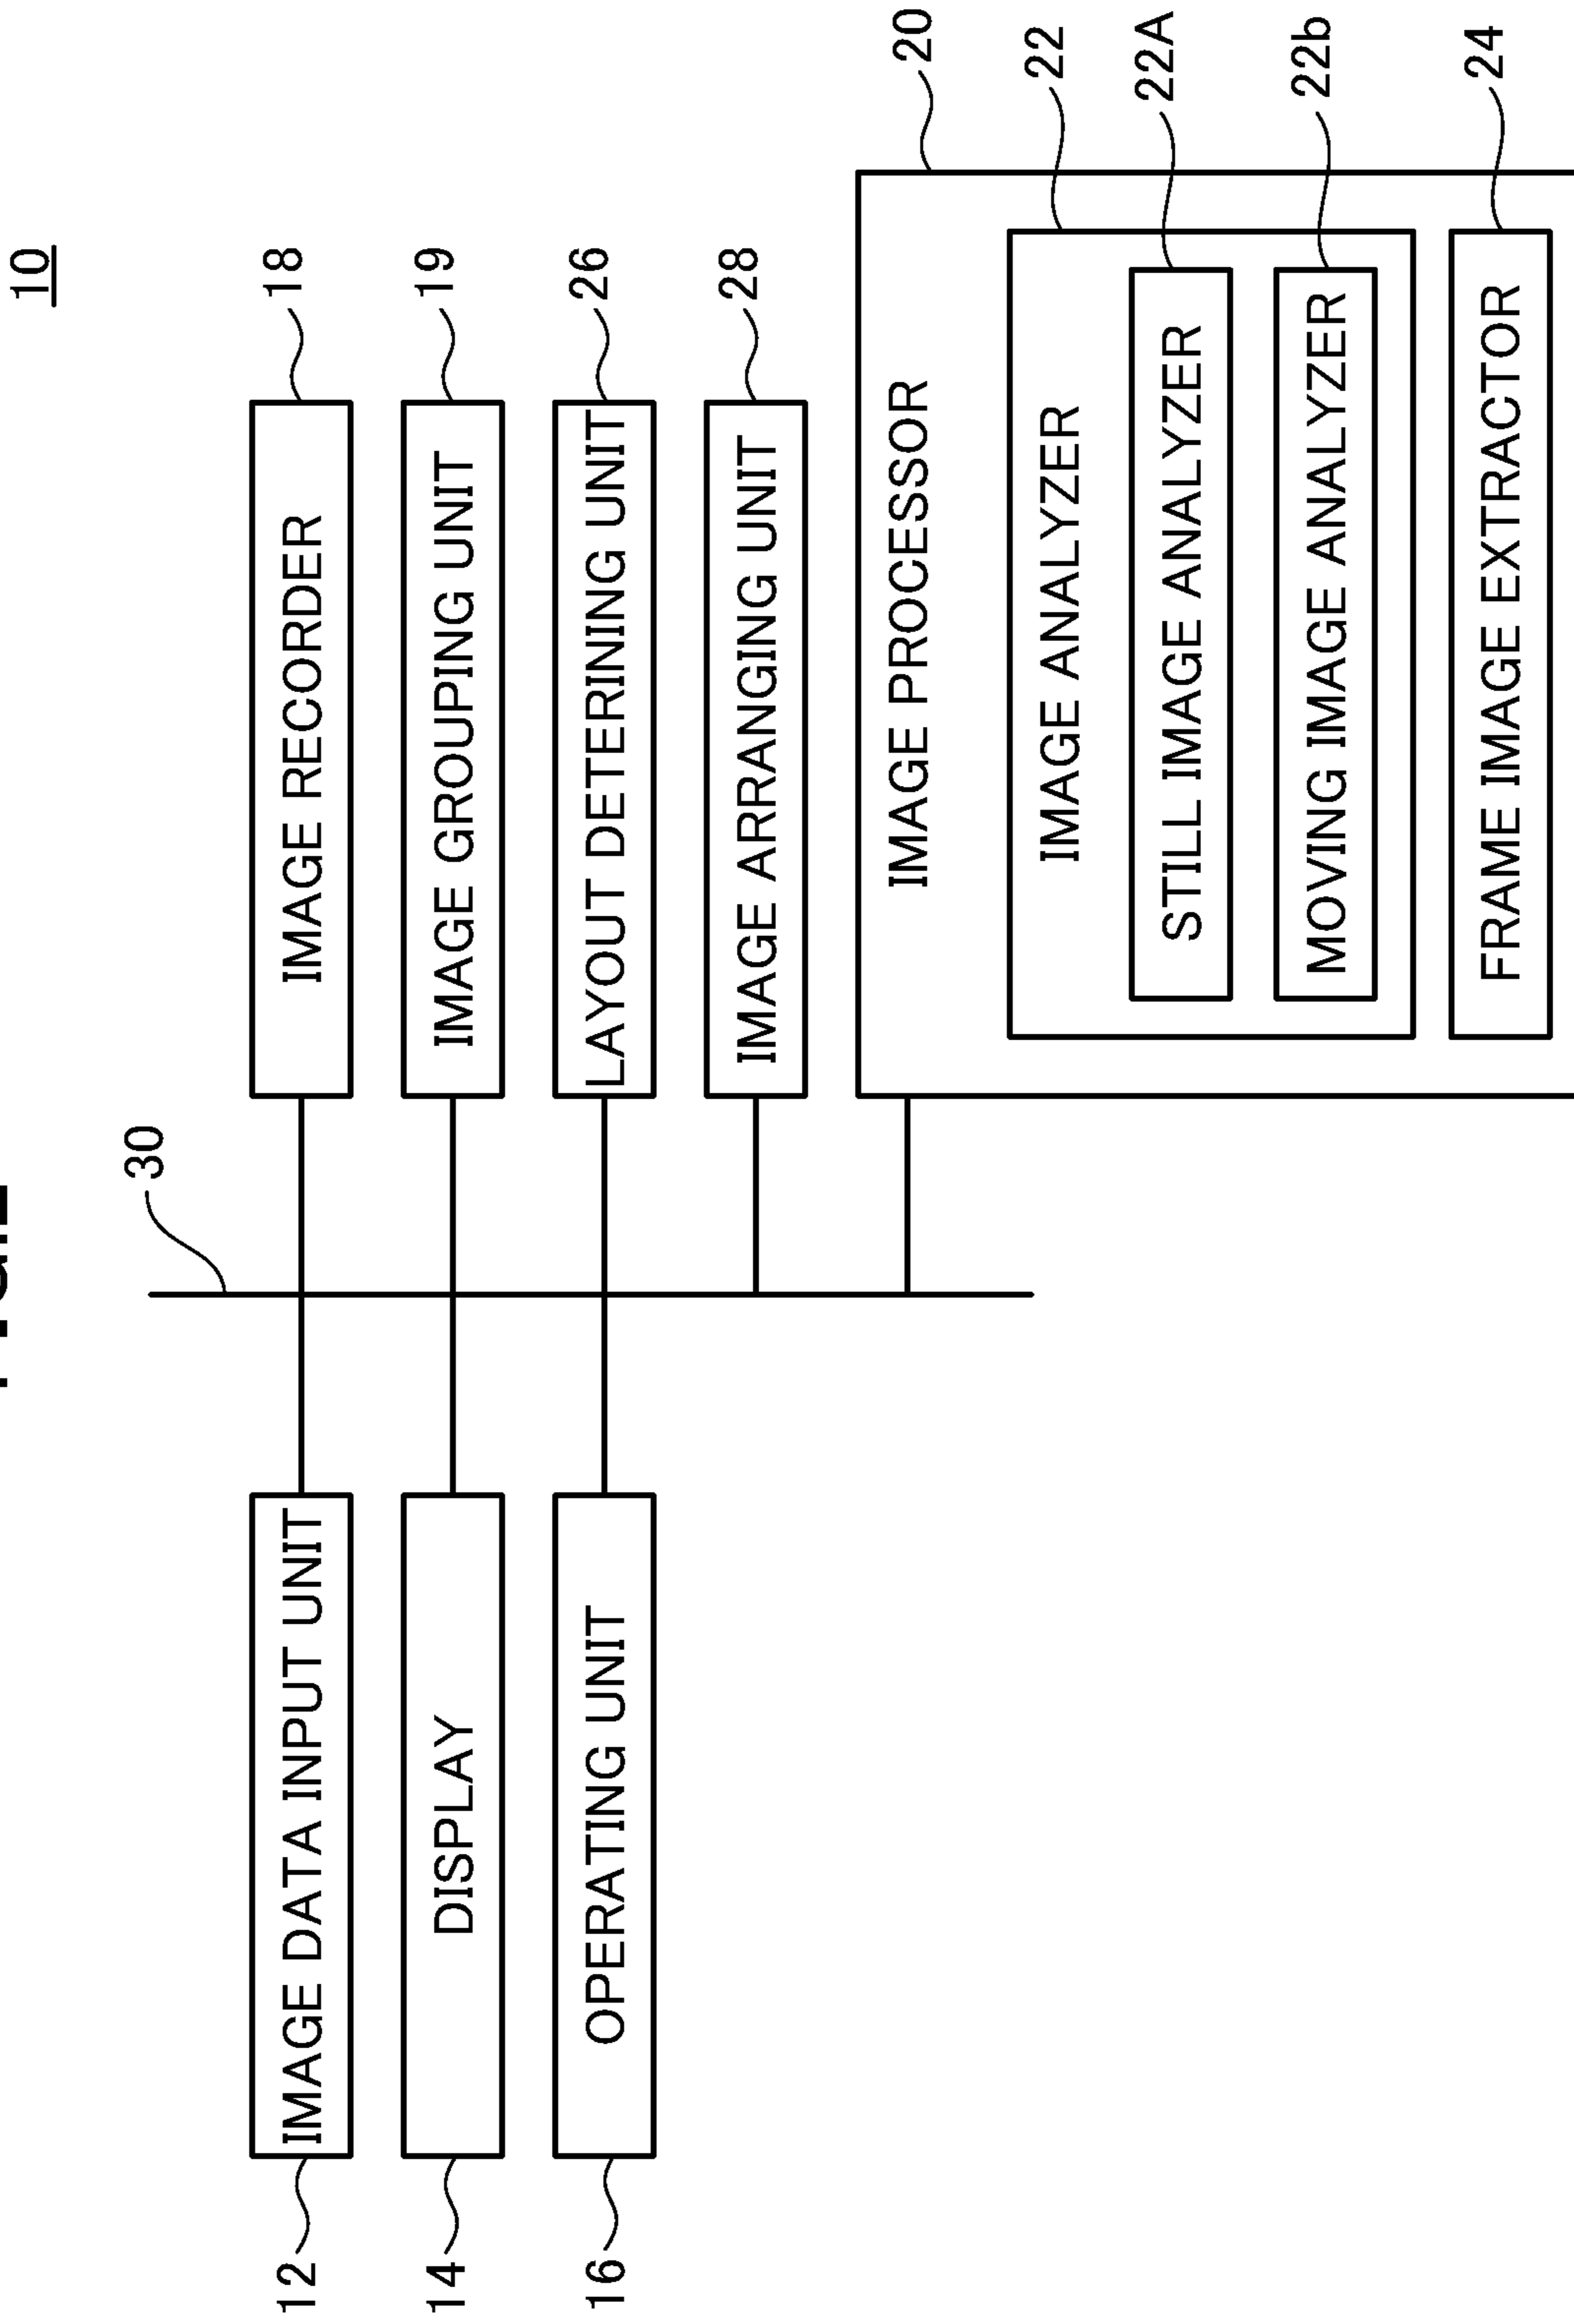 10
30
12
IMAGE DATA INPUT UNIT
14
DISPLAY
16
OPERATING UNIT
IMAGE RECORDER
18
IMAGE GROUPING UNIT
19
LAYOUT DETERINING UNIT
26
IMAGE ARRANGING UNIT
28
IMAGE PROCESSOR
20
IMAGE ANALYZER
22
STILL IMAGE ANALYZER
22A
MOVING IMAGE ANALYZER
22b
FRAME IMAGE EXTRACTOR
24